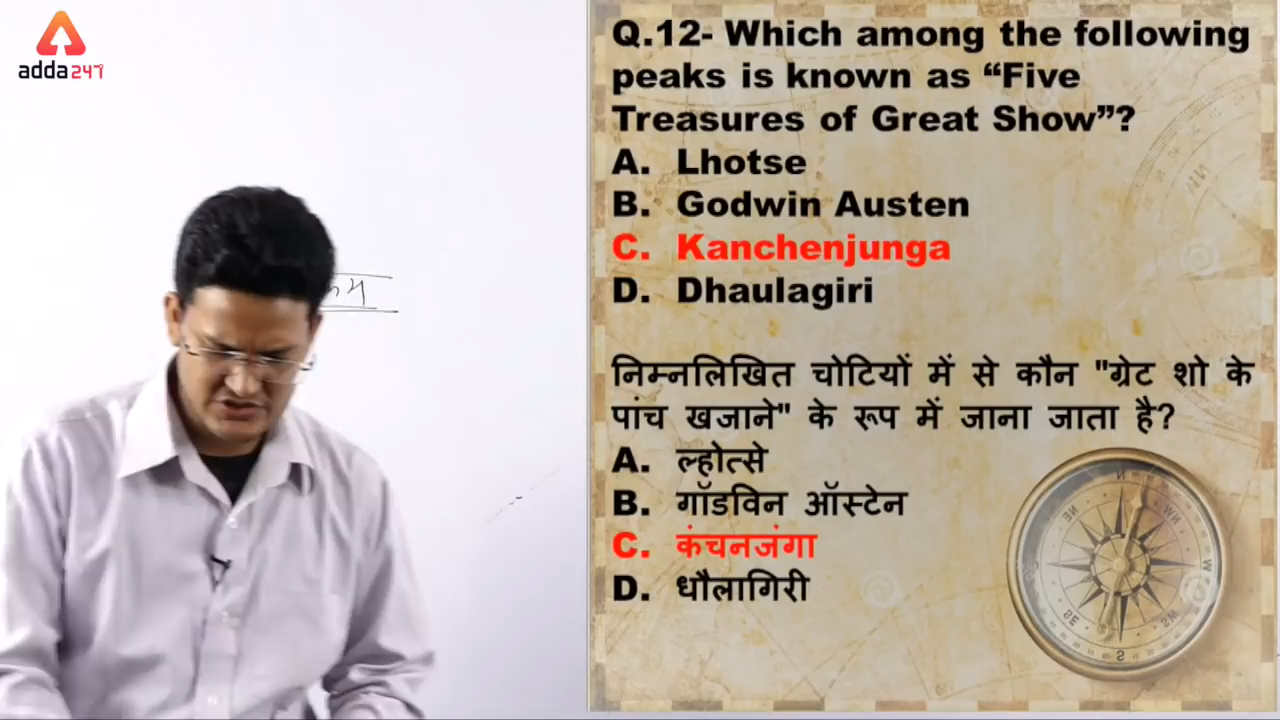 adda247
Q.12- Which among the following
peaks is known as “Five
Treasures of Great Show”?
A. Lhotse
B. Godwin Austen
C. Kanchenjunga
D. Dhaulagiri
निम्नलिखित चोटियों में से कौन "ग्रेट शो के
पांच खजाने" के रूप में जाना जाता है?
A. ल्होत्से
B. गॉडविन ऑस्टेन
C. कंचनजंगा
D. धौलागिरी
N
S
SE